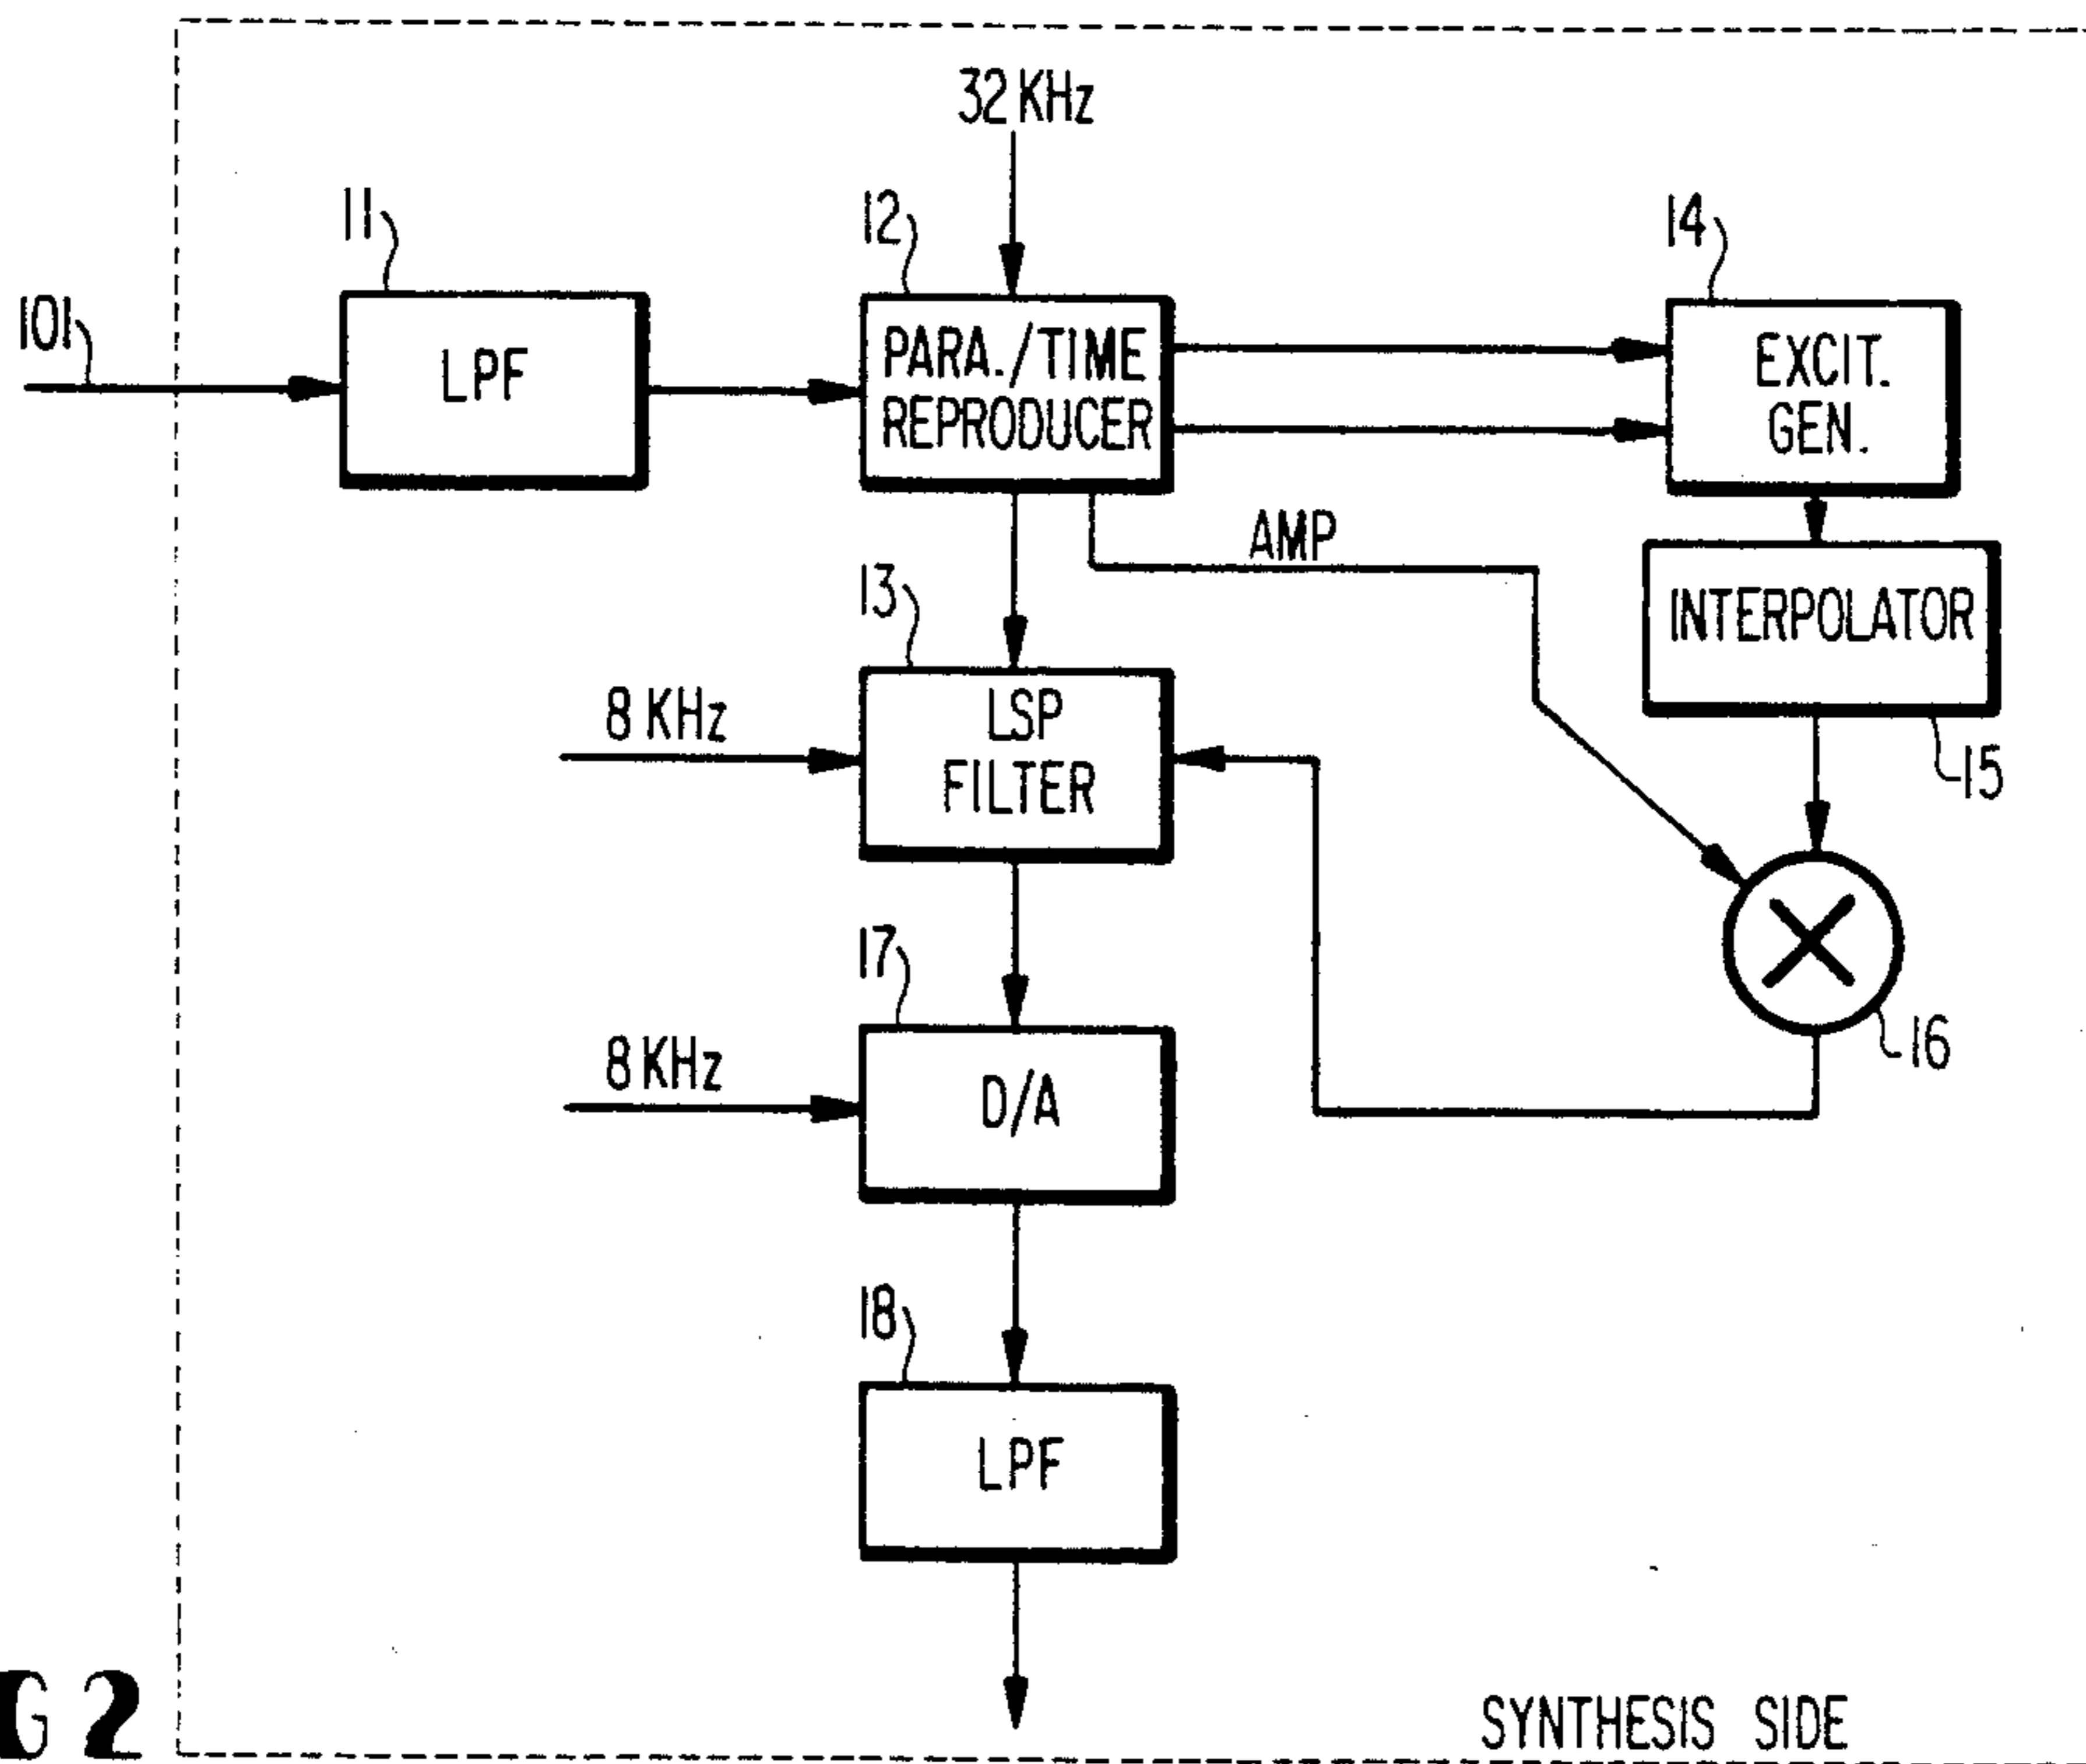 32 KHz
11
12
14
101
LPF
PARA./TIME
REPRODUCER
EXCIT.
GEN.
AMP
13
INTERPOLATOR
8 KHz
LSP
FILTER
15
17
16
8 KHz
D/A
18
LPF
G 2
SYNTHESIS SIDE